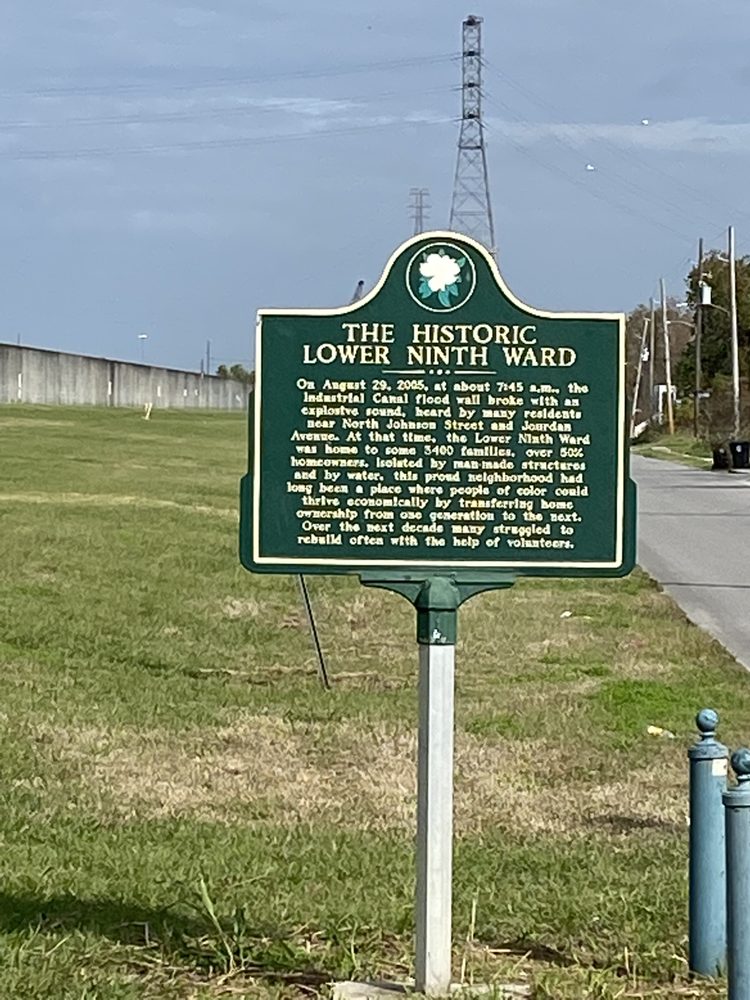 THE HISTORIC
LOWER NINTH WARD
On August 29, 2005, at about 7:45 a.m., the
Industrial Canal flood wall broke with an
explosive sound, heard by many residents
near North Johnson Street and Jourdan
Avenue. At that time, the Lower Ninth Ward
was home to some 5400 families, over 50%
homeowners. Isolated by man-made structures
and by water, this proud neighborhood had
long been a place where people of color could
thrive economically by transferring home
ownership from one generation to the next.
Over the next decade many struggled to
rebuild often with the help of volunteers.